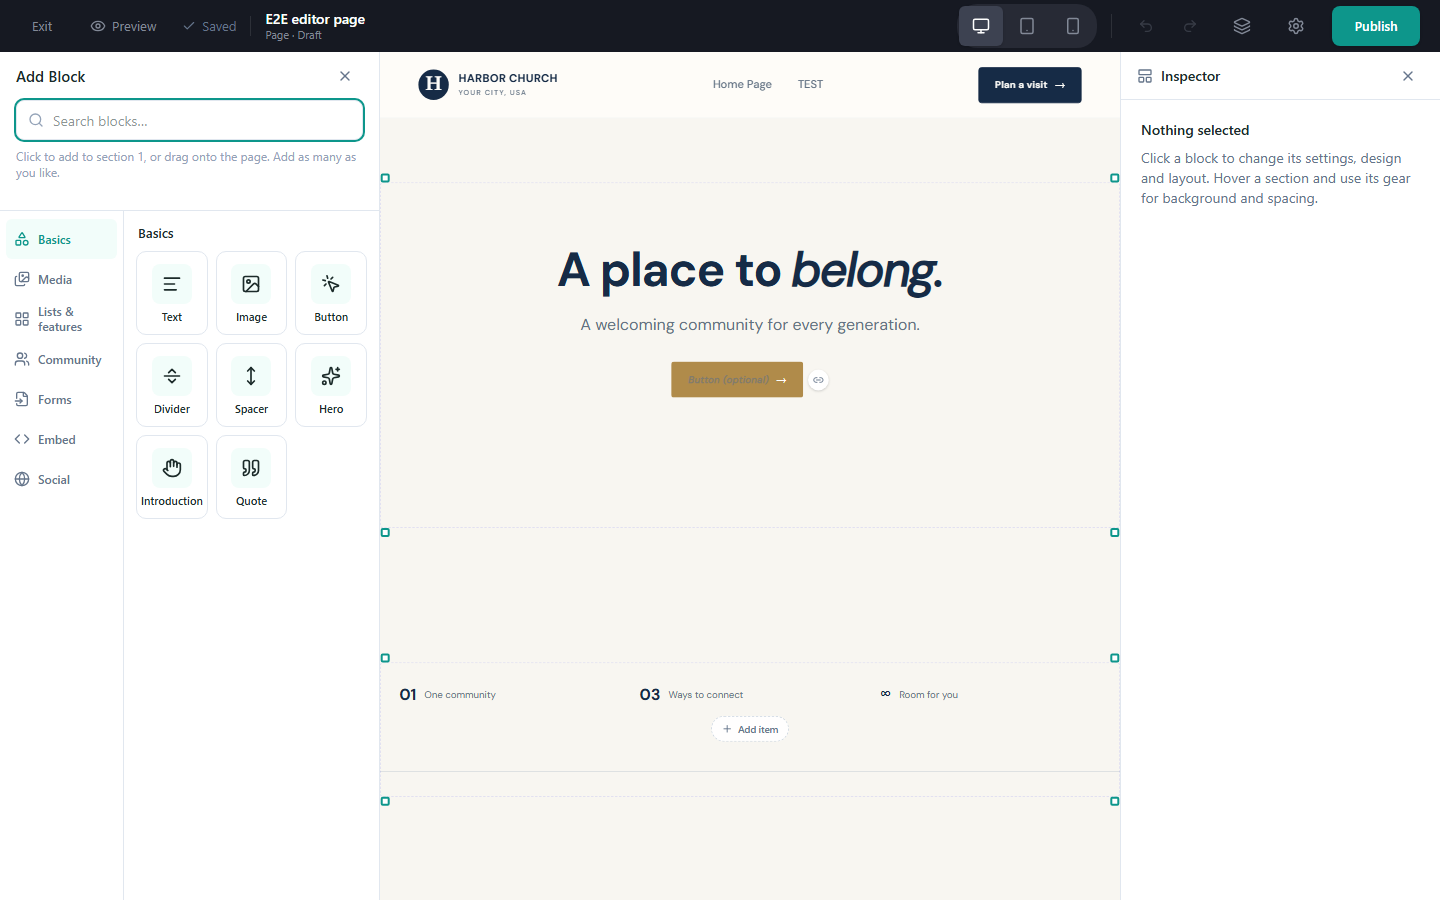 Exit
Preview
Saved
E2E editor page
Page · Draft
Publish
Add Block
Search blocks...
Click to add to section 1, or drag onto the page. Add as many as
you like.
Basics
Media
Lists &
features
Community
Forms
Embed
Social
Basics
Text
Image
Button
Divider
Spacer
Hero
Introduction
Quote
H
HARBOR CHURCH
YOUR CITY, USA
Home Page
TEST
Plan a visit →
A place to belong.
A welcoming community for every generation.
Button (optional) →
01 One community
03 Ways to connect
∞ Room for you
+ Add item
Inspector
Nothing selected
Click a block to change its settings, design
and layout. Hover a section and use its gear
for background and spacing.